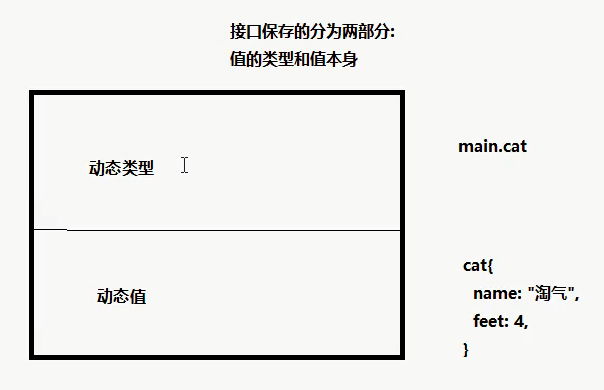 接口保存的分为两部分:
值的类型和值本身
动态类型
main.cat
动态值
cat{
name: "淘气",
feet: 4,
}